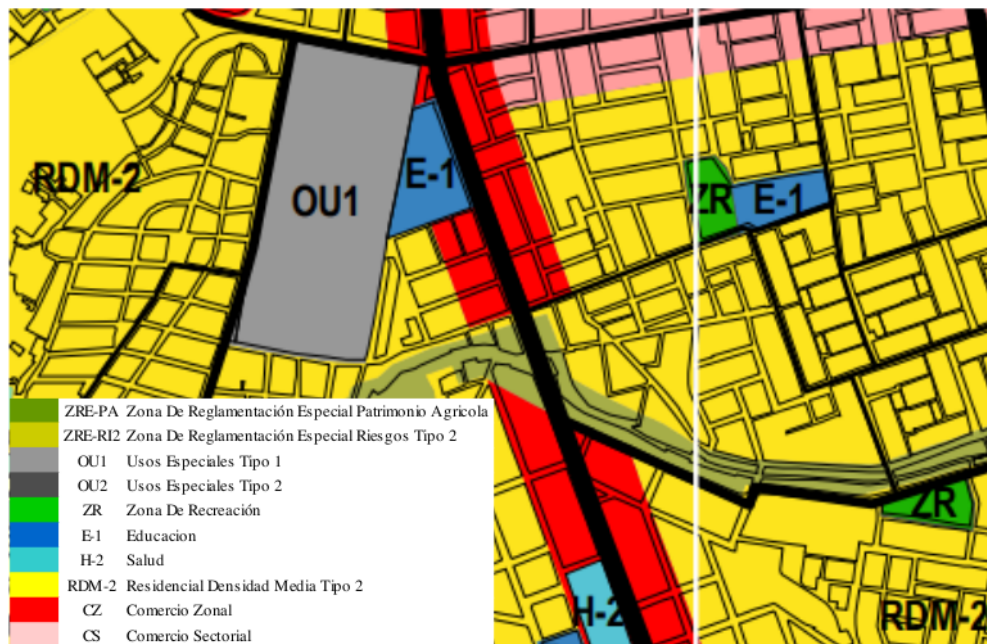 RDM-2
OU1
E-1
ZR
E-1
ZRE-PA Zona De Reglamentación Especial Patrimonio Agricola
ZRE-RI2 Zona De Reglamentación Especial Riesgos Tipo 2
OU1 Usos Especiales Tipo 1
OU2 Usos Especiales Tipo 2
ZR Zona De Recreación
E-1 Educacion
H-2 Salud
RDM-2 Residencial Densidad Media Tipo 2
CZ Comercio Zonal
CS Comercio Sectorial
ZR
H-2
RDM-2